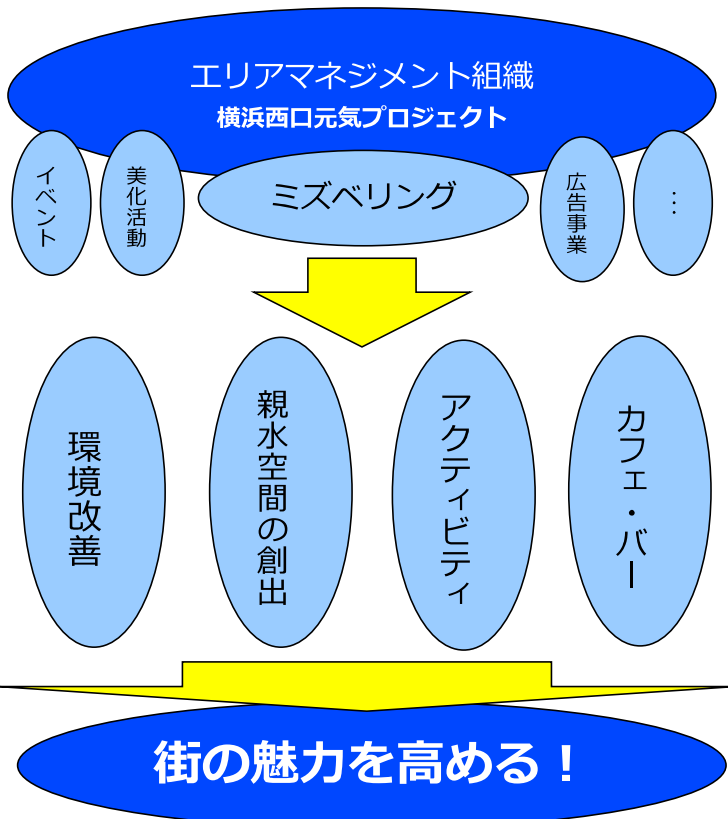 エリアマネジメント組織
横浜西口元気プロジェクト
イベント
美化活動
ミズベリング
広告事業
…
環境改善
親水空間の創出
アクティビティ
カフェ・バー
街の魅力を高める！